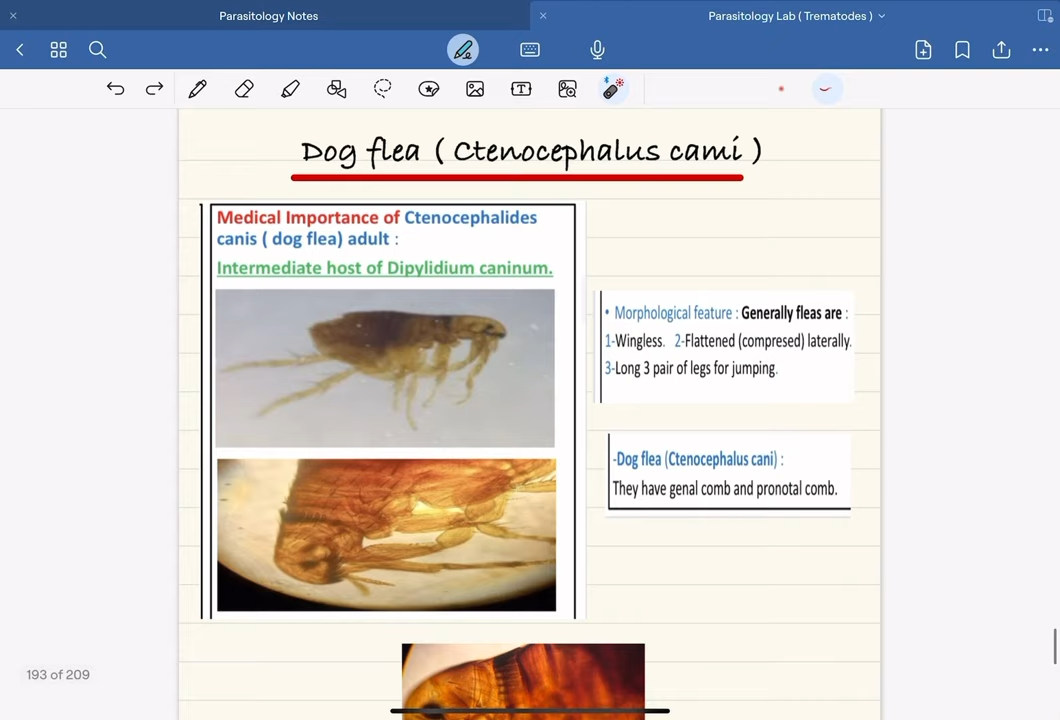 Parasitology Notes
Parasitology Lab ( Trematodes )
Dog flea ( Ctenocephalus cami )
Medical Importance of Ctenocephalides
canis ( dog flea) adult :
Intermediate host of Dipylidium caninum.
• Morphological feature : Generally fleas are :
1-Wingless. 2-Flattened (compresed) laterally.
3-Long 3 pair of legs for jumping.
-Dog flea (Ctenocephalus cani) :
They have genal comb and pronotal comb.
193 of 209